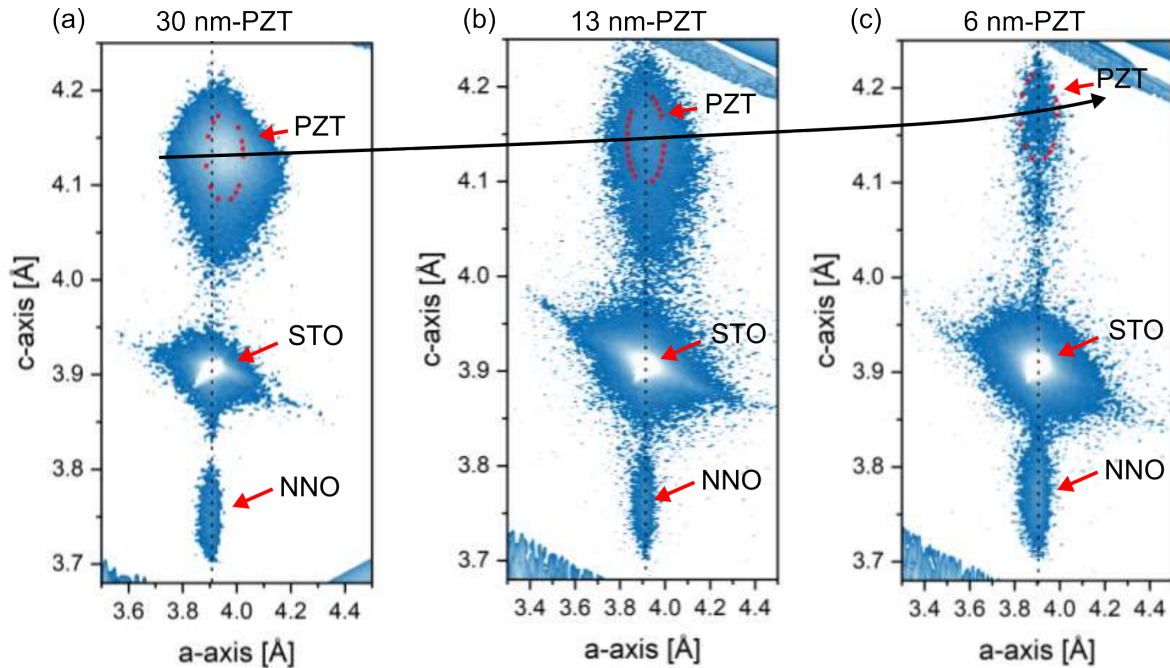 (a) 30 nm-PZT
(b) 13 nm-PZT
(c) 6 nm-PZT
c-axis [Å]
4.2
4.1
4.0
3.9
3.8
3.7
PZT
STO
NNO
3.6 3.8 4.0 4.2 4.4
a-axis [Å]
c-axis [Å]
4.2
4.1
4.0
3.9
3.8
3.7
PZT
STO
NNO
3.4 3.6 3.8 4.0 4.2 4.4
a-axis [Å]
c-axis [Å]
4.2
4.1
4.0
3.9
3.8
3.7
PZT
STO
NNO
3.4 3.6 3.8 4.0 4.2 4.4
a-axis [Å]